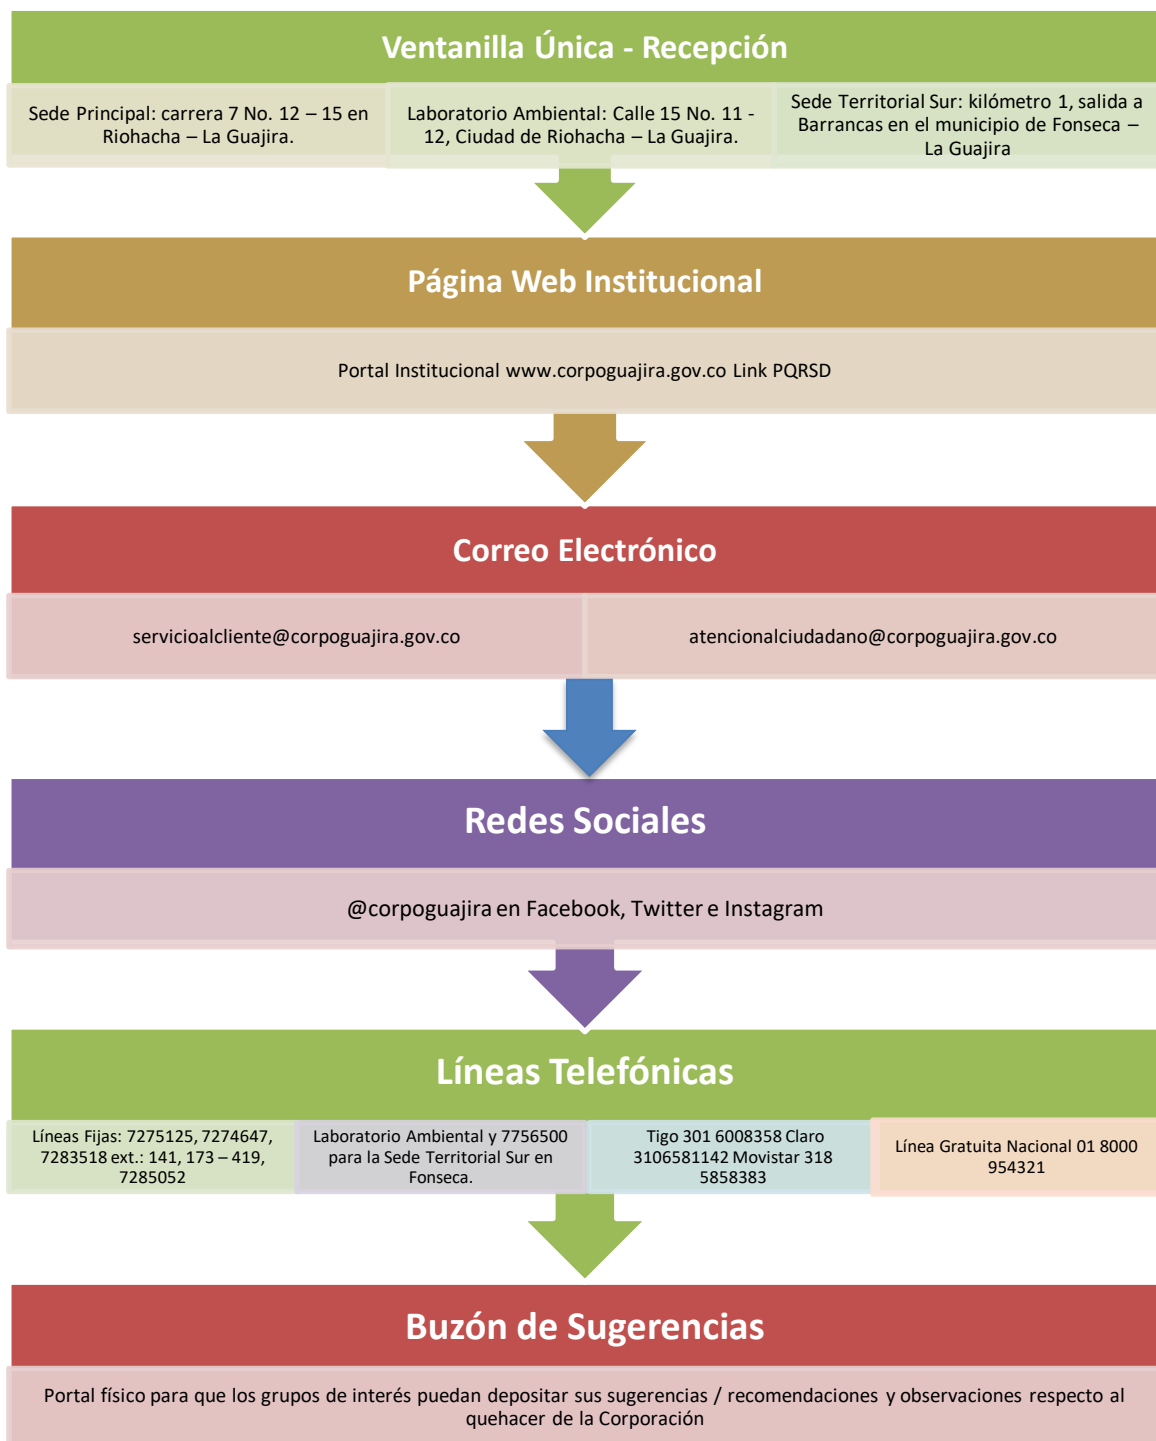 Ventanilla Única - Recepción
Sede Principal: carrera 7 No. 12 – 15 en
Riohacha – La Guajira.
Laboratorio Ambiental: Calle 15 No. 11 -
12, Ciudad de Riohacha – La Guajira.
Sede Territorial Sur: kilómetro 1, salida a
Barrancas en el municipio de Fonseca –
La Guajira
Página Web Institucional
Portal Institucional www.corpoguajira.gov.co Link PQRSD
Correo Electrónico
servicioalcliente@corpoguajira.gov.co
atencionalciudadano@corpoguajira.gov.co
Redes Sociales
@corpoguajira en Facebook, Twitter e Instagram
Líneas Telefónicas
Líneas Fijas: 7275125, 7274647,
7283518 ext.: 141, 173 – 419,
7285052
Laboratorio Ambiental y 7756500
para la Sede Territorial Sur en
Fonseca.
Tigo 301 6008358 Claro
3106581142 Movistar 318
5858383
Línea Gratuita Nacional 01 8000
954321
Buzón de Sugerencias
Portal físico para que los grupos de interés puedan depositar sus sugerencias / recomendaciones y observaciones respecto al
quehacer de la Corporación